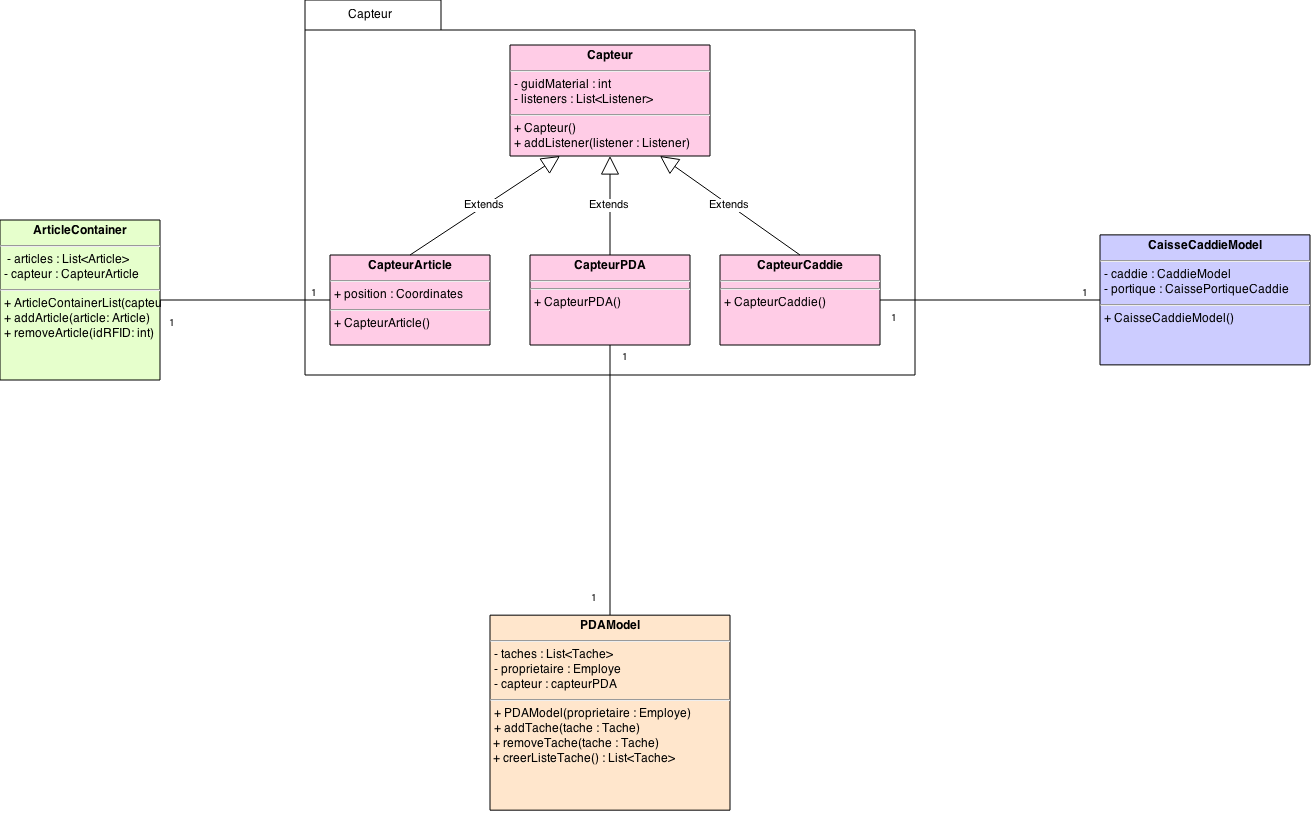 Capteur
Capteur
- guidMaterial : int
- listeners : List<Listener>
+ Capteur()
+ addListener(listener : Listener)
Extends
Extends
Extends
ArticleContainer
- articles : List<Article>
- capteur : CapteurArticle
+ ArticleContainerList(capteu
+ addArticle(article: Article)
+ removeArticle(idRFID: int)
1
1
CapteurArticle
+ position : Coordinates
+ CapteurArticle()
CapteurPDA
+ CapteurPDA()
CapteurCaddie
+ CapteurCaddie()
1
1
CaisseCaddieModel
- caddie : CaddieModel
- portique : CaissePortiqueCaddie
+ CaisseCaddieModel()
1
1
PDAModel
- taches : List<Tache>
- proprietaire : Employe
- capteur : capteurPDA
+ PDAModel(proprietaire : Employe)
+ addTache(tache : Tache)
+ removeTache(tache : Tache)
+ creerListeTache() : List<Tache>